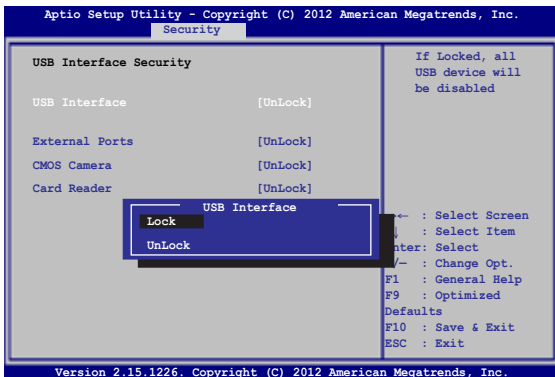 Aptio Setup Utility - Copyright (C) 2012 American Megatrends, Inc.
Security
USB Interface Security
USB Interface [UnLock]
External Ports [UnLock]
CMOS Camera [UnLock]
Card Reader [UnLock]
USB Interface
Lock
UnLock
If Locked, all
USB device will
be disabled
: Select Screen
: Select Item
: Select
: Change Opt.
F1 : General Help
F9 : Optimized
Defaults
F10 : Save & Exit
ESC : Exit
Version 2.15.1226. Copyright (C) 2012 American Megatrends, Inc.